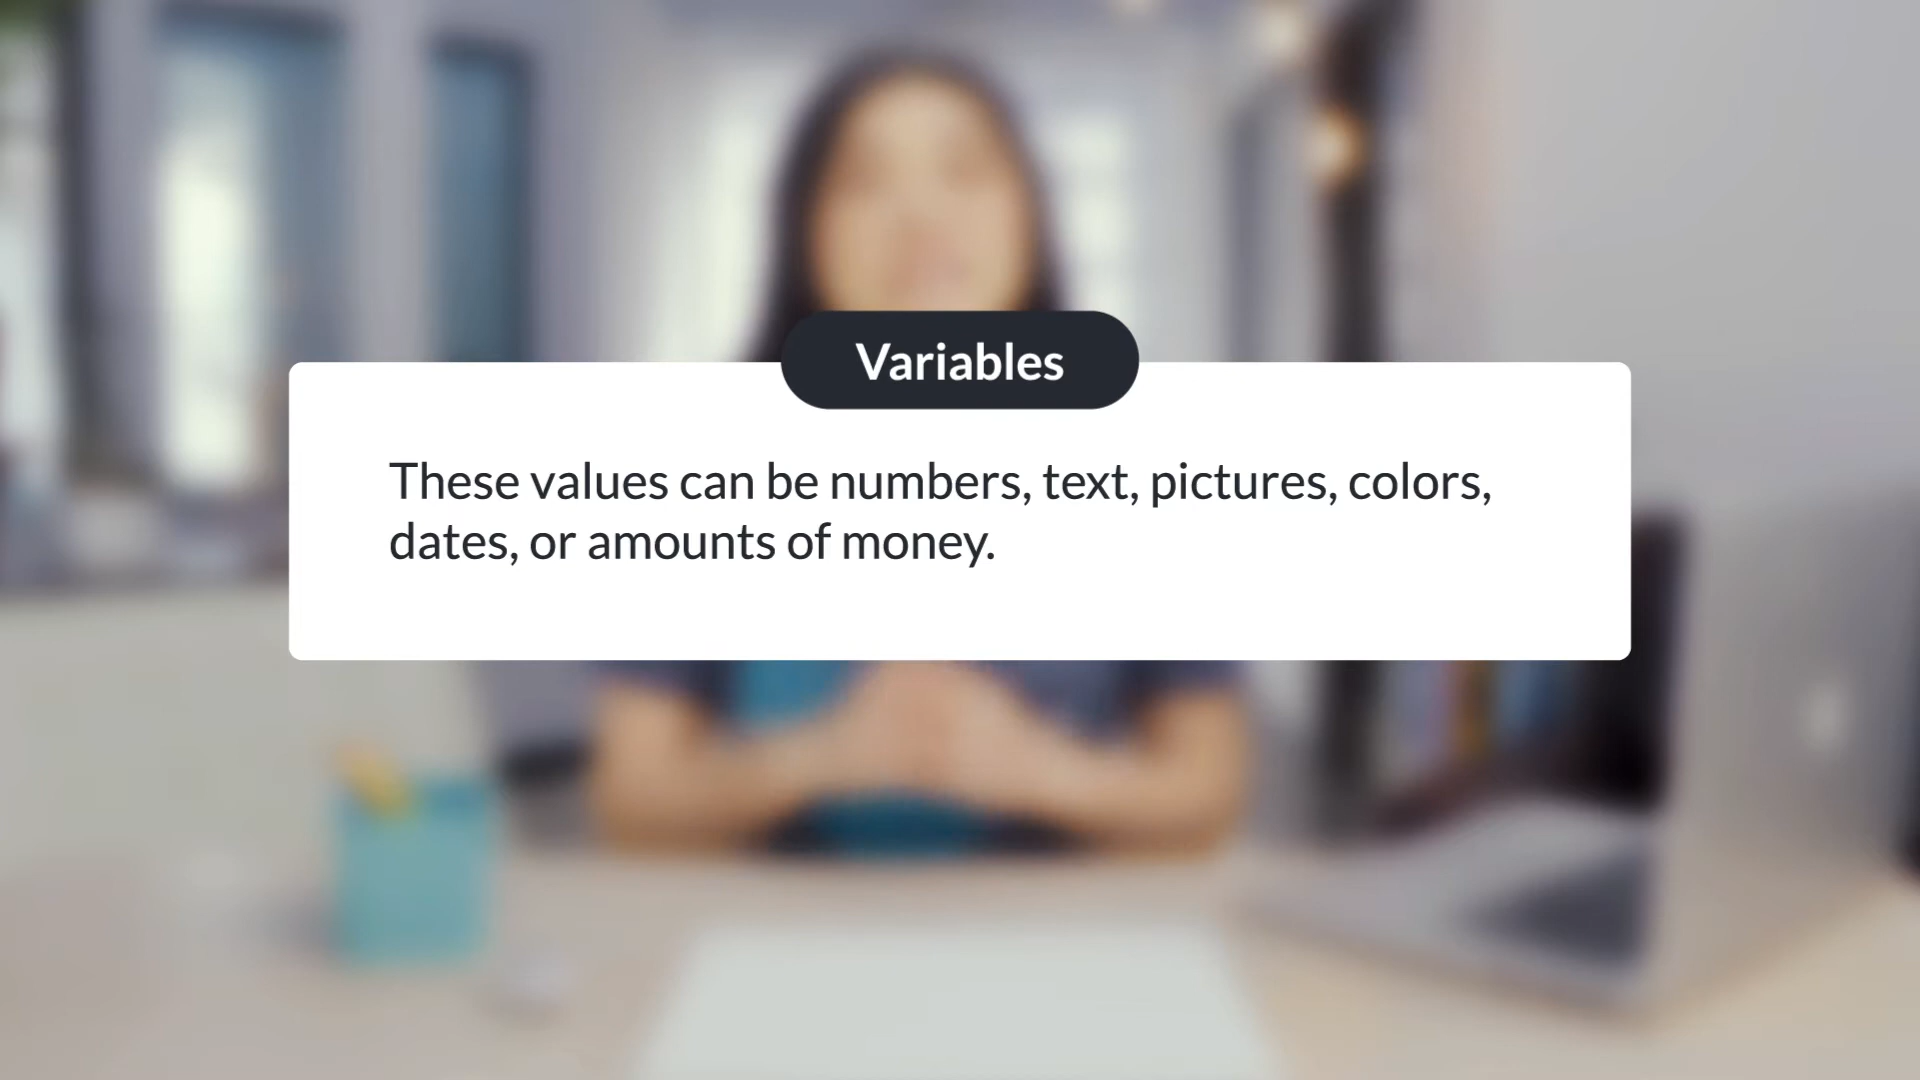 Variables
These values can be numbers, text, pictures, colors,
dates, or amounts of money.